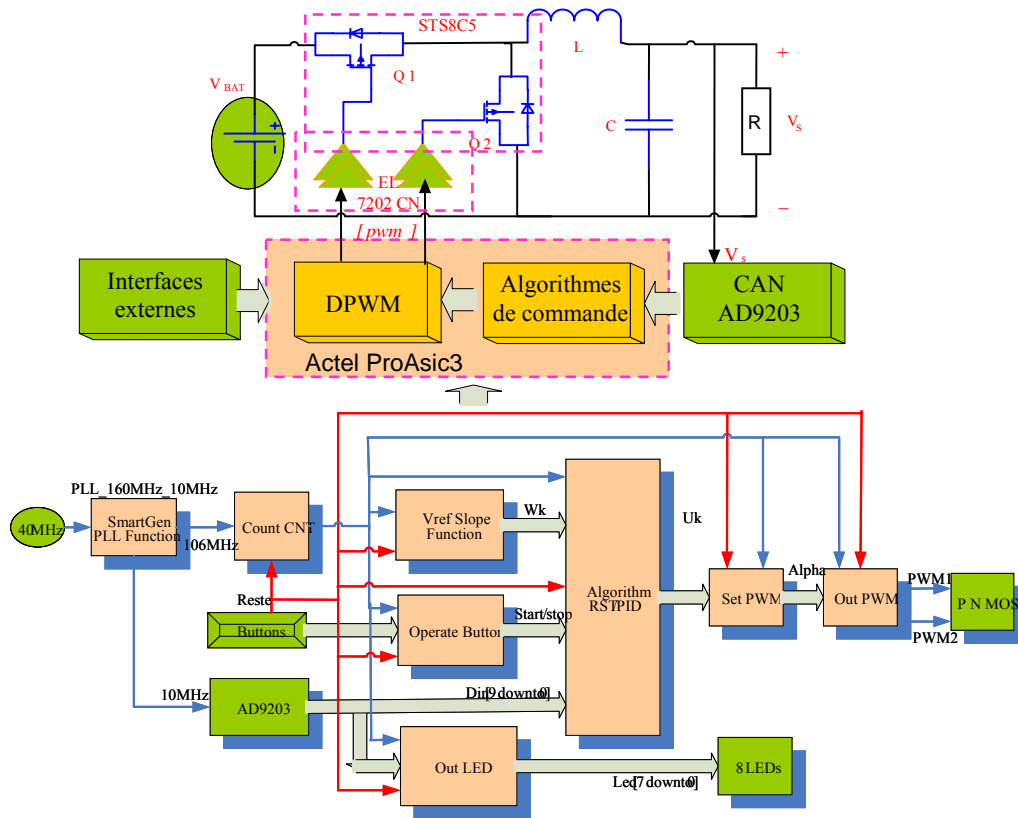 STS8C5
L
+
Q 1
V BAT
+
C
R
V s
Q 2
EL
7202 CN
−
[ pwm ]
V s
Interfaces
externes
DPWM
Algorithmes
de commande
CAN
AD9203
Actel ProAsic3
PLL_160MHz_10MHz
40MHz
SmartGen
PLL Function
106MHz
Count CNT
Vref Slope
Function
Wk
Uk
Reste
Buttons
Operate Button
Start/stop
Algorithm
RST PID
Set PWM
Alpha
Out PWM
PWM1
PWM2
P N MOS
10MHz
AD9203
Din[9 downto 0]
Out LED
Led[7 downto 0]
8 LEDs